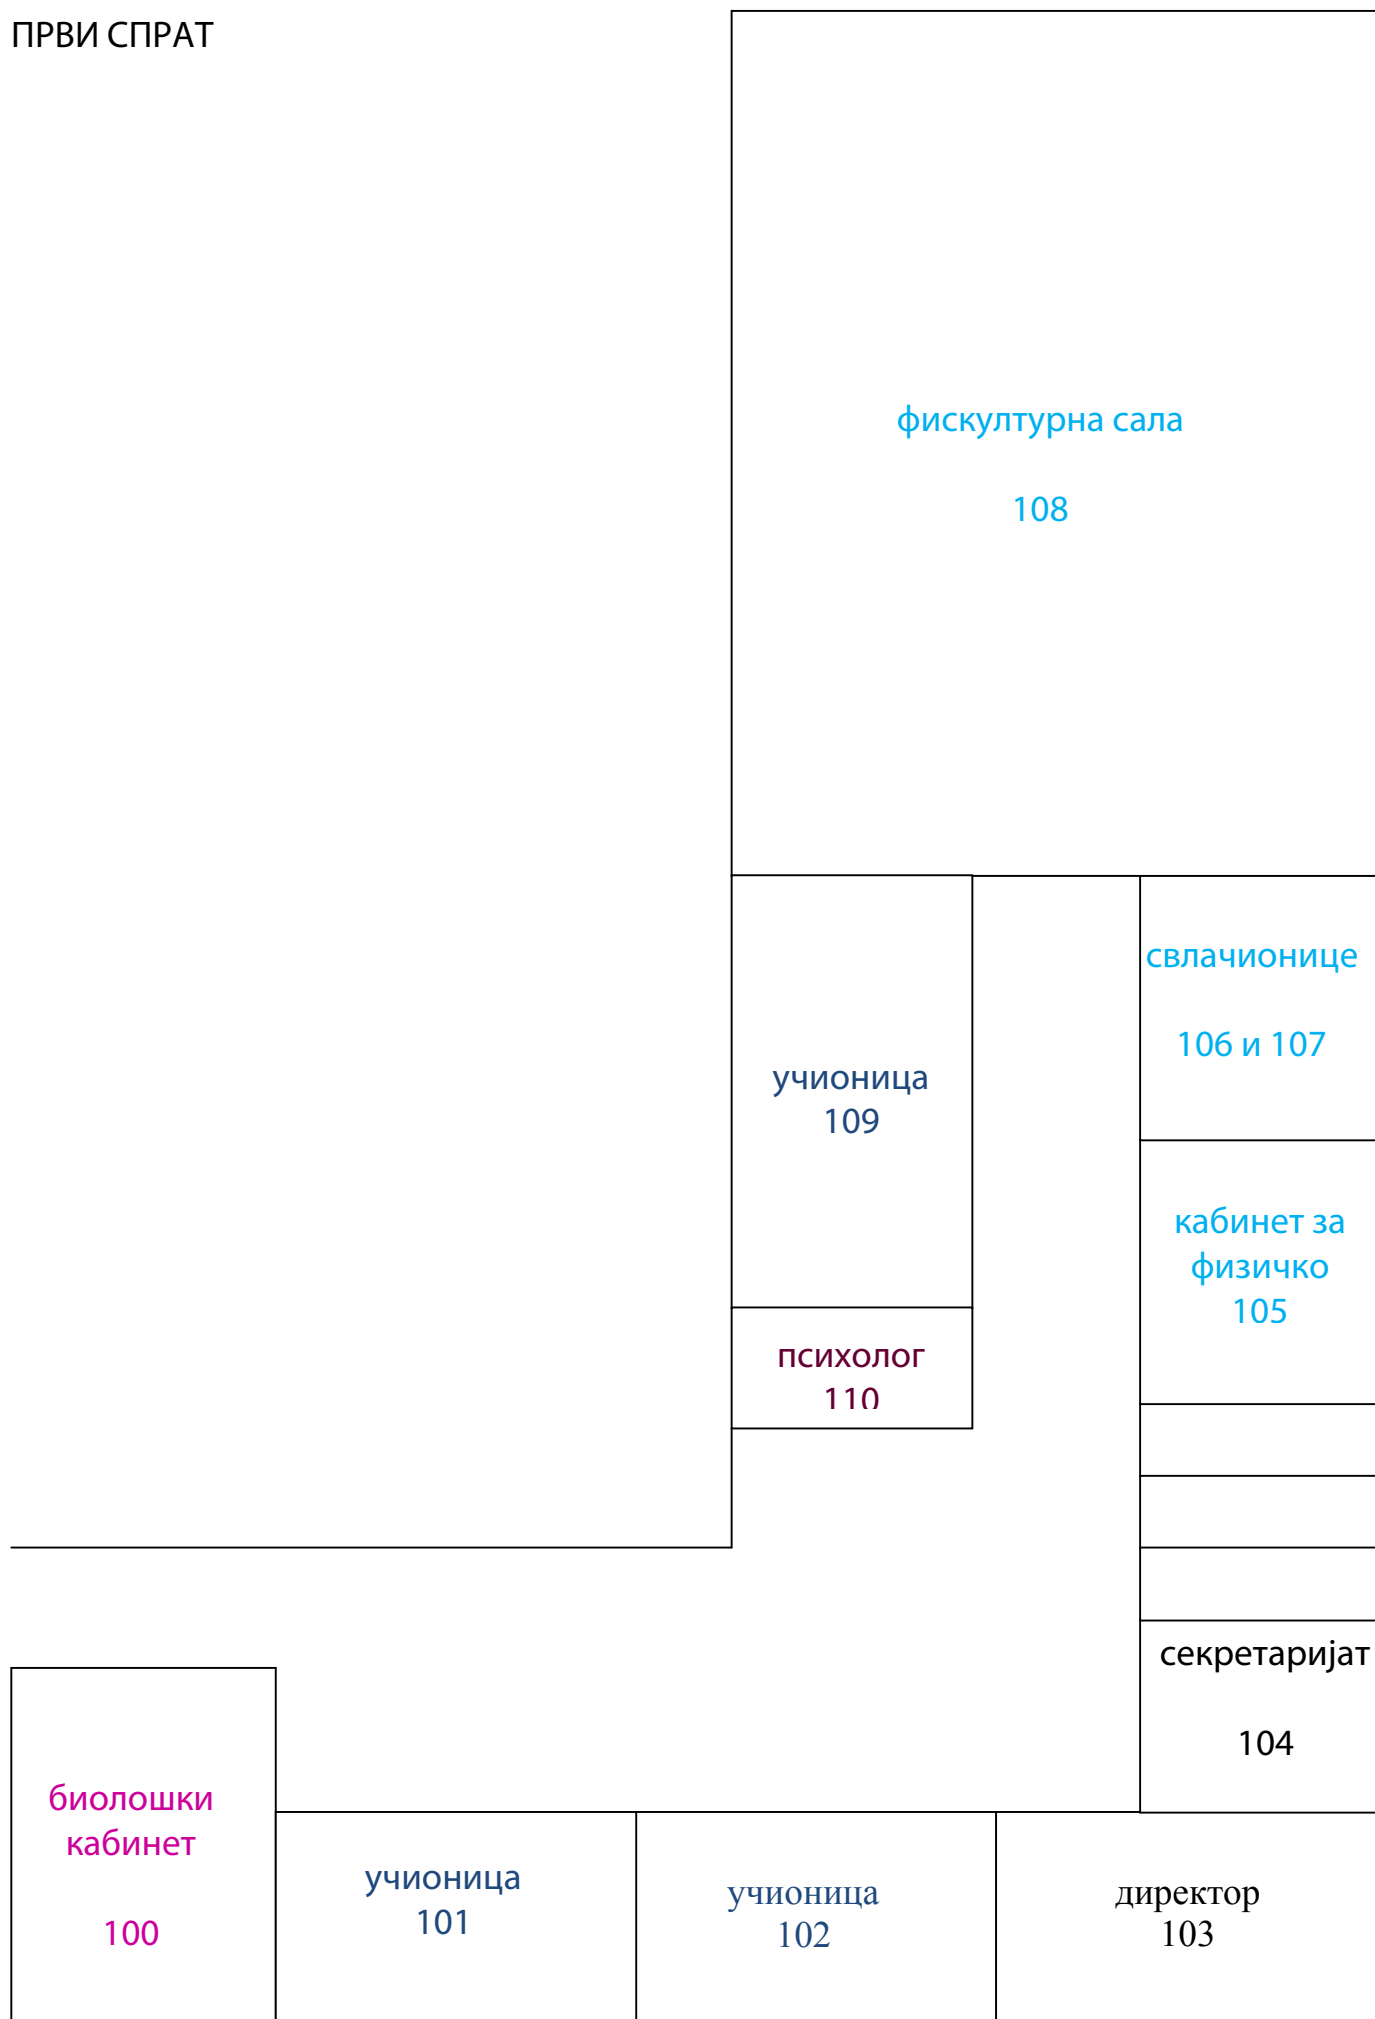 ПРВИ СПРАТ
фискултурна сала
108
свлачионице
106 и 107
учионица
109
кабинет за
физичко
105
психолог
110
секретаријат
104
биолошки
кабинет
100
учионица
101
учионица
102
директор
103